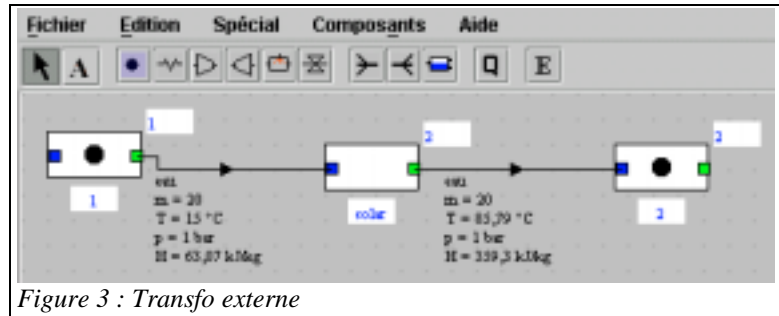 Fichier Edition Spécial Composants Aide
A Q E
1 2 2
1 solar 2
eau
m = 20
T = 15 °C
p = 1 bar
H = 63,07 kJ/kg
eau
m = 20
T = 85,79 °C
p = 1 bar
H = 359,3 kJ/kg
Figure 3 : Transfo externe